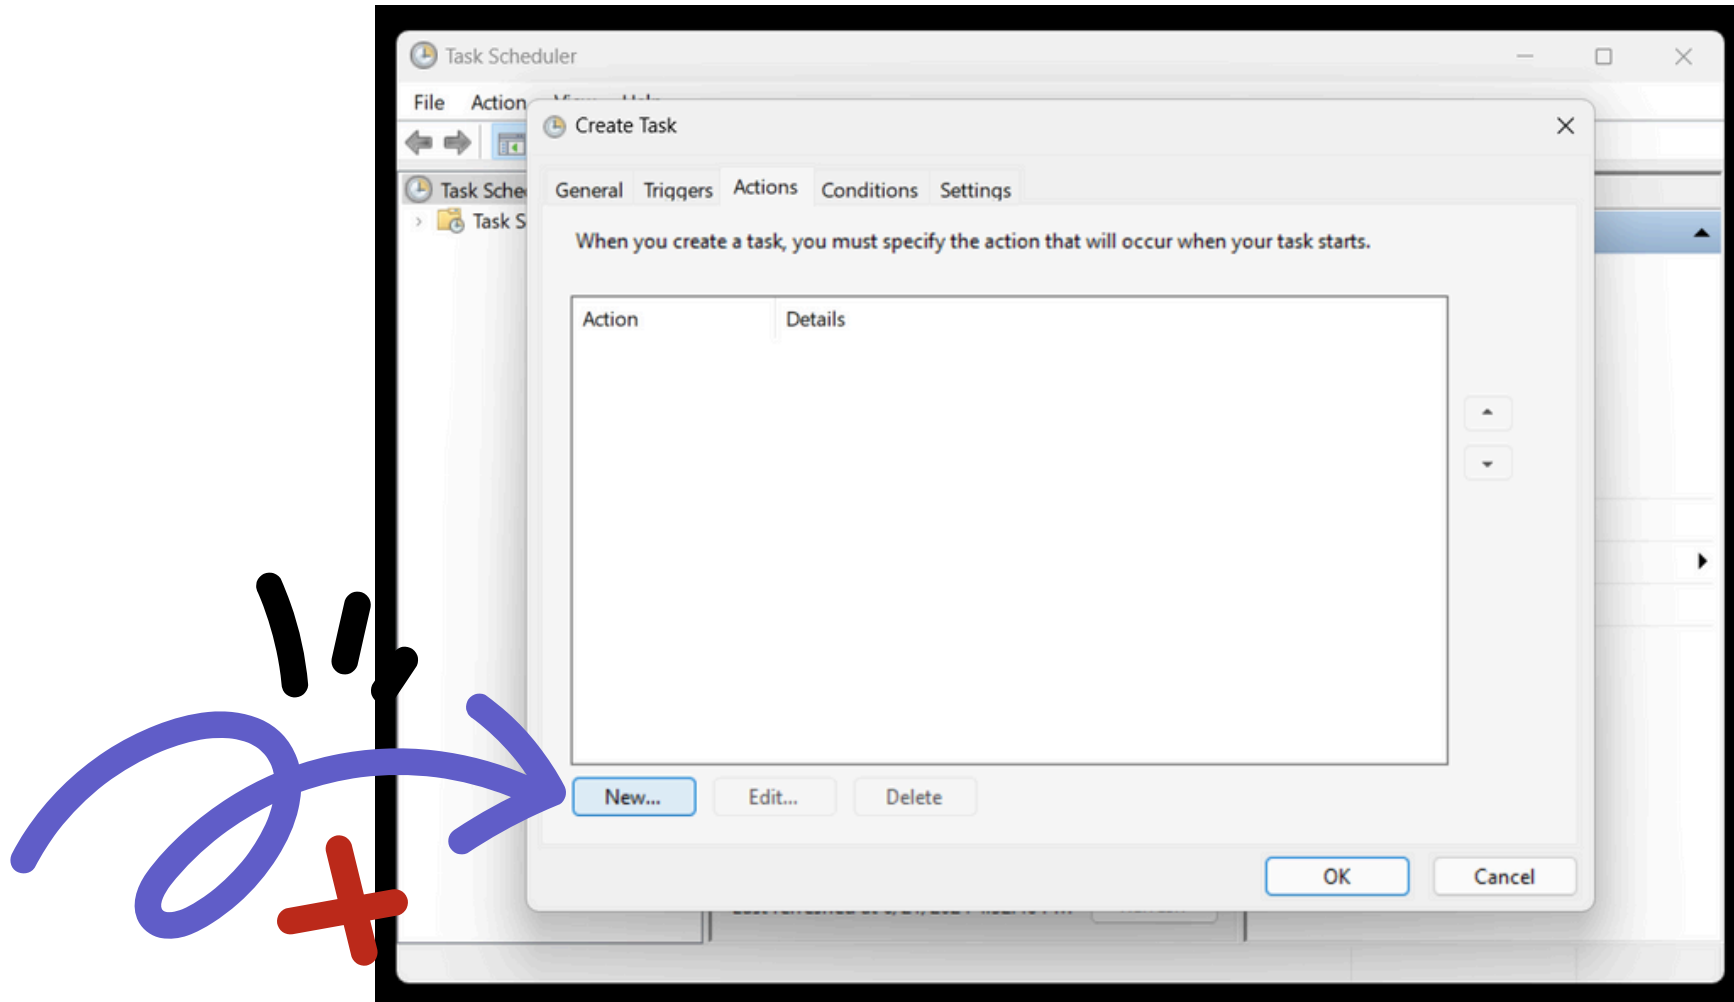 Task Scheduler
File Action
Create Task
Task Sche
Task S
General Triggers Actions Conditions Settings
When you create a task, you must specify the action that will occur when your task starts.
Action Details
New... Edit... Delete
OK Cancel